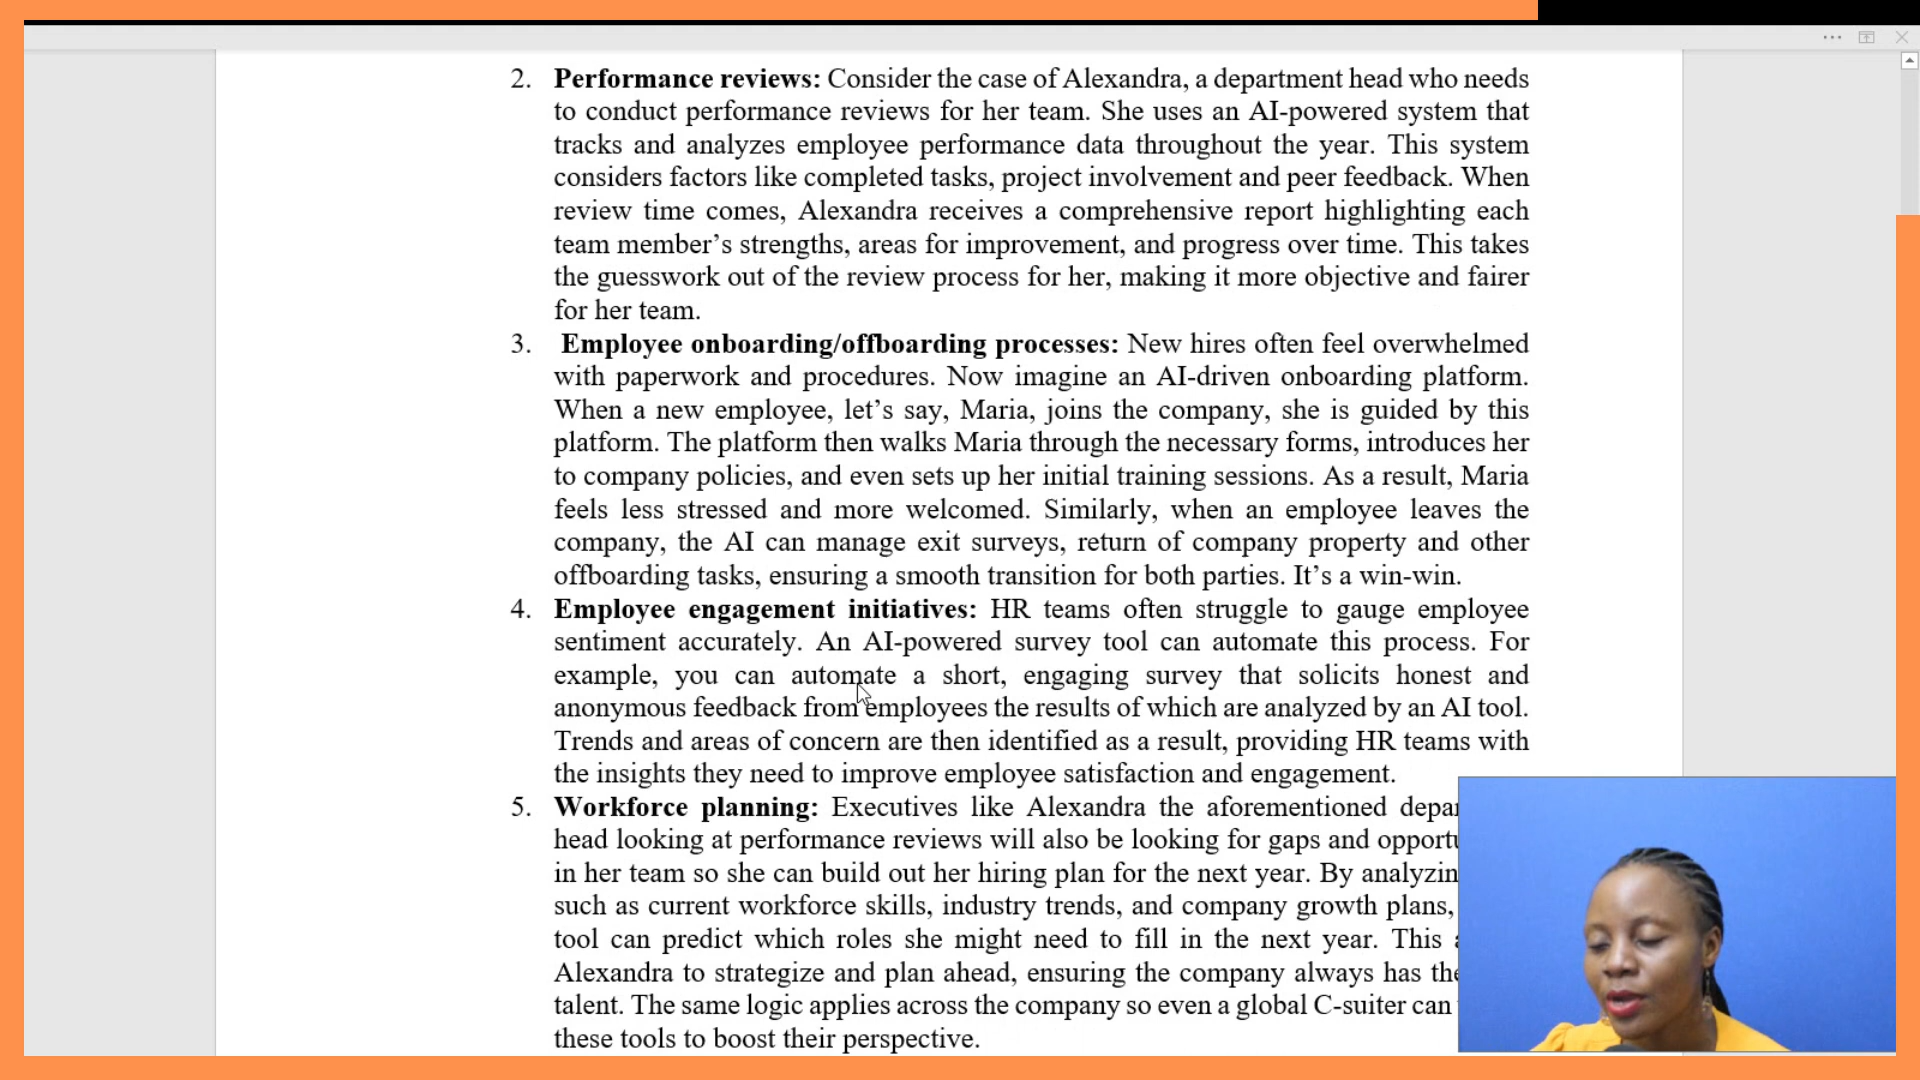 2. Performance reviews: Consider the case of Alexandra, a department head who needs
to conduct performance reviews for her team. She uses an AI-powered system that
tracks and analyzes employee performance data throughout the year. This system
considers factors like completed tasks, project involvement and peer feedback. When
review time comes, Alexandra receives a comprehensive report highlighting each
team member’s strengths, areas for improvement, and progress over time. This takes
the guesswork out of the review process for her, making it more objective and fairer
for her team.
3. Employee onboarding/offboarding processes: New hires often feel overwhelmed
with paperwork and procedures. Now imagine an AI-driven onboarding platform.
When a new employee, let’s say, Maria, joins the company, she is guided by this
platform. The platform then walks Maria through the necessary forms, introduces her
to company policies, and even sets up her initial training sessions. As a result, Maria
feels less stressed and more welcomed. Similarly, when an employee leaves the
company, the AI can manage exit surveys, return of company property and other
offboarding tasks, ensuring a smooth transition for both parties. It’s a win-win.
4. Employee engagement initiatives: HR teams often struggle to gauge employee
sentiment accurately. An AI-powered survey tool can automate this process. For
example, you can automate a short, engaging survey that solicits honest and
anonymous feedback from employees the results of which are analyzed by an AI tool.
Trends and areas of concern are then identified as a result, providing HR teams with
the insights they need to improve employee satisfaction and engagement.
5. Workforce planning: Executives like Alexandra the aforementioned
head looking at performance reviews will also be looking for gaps and
in her team so she can build out her hiring plan for the next year. By
such as current workforce skills, industry trends, and company growth plans,
tool can predict which roles she might need to fill in the next year. This
Alexandra to strategize and plan ahead, ensuring the company always has
talent. The same logic applies across the company so even a global C-suiter can
these tools to boost their perspective.